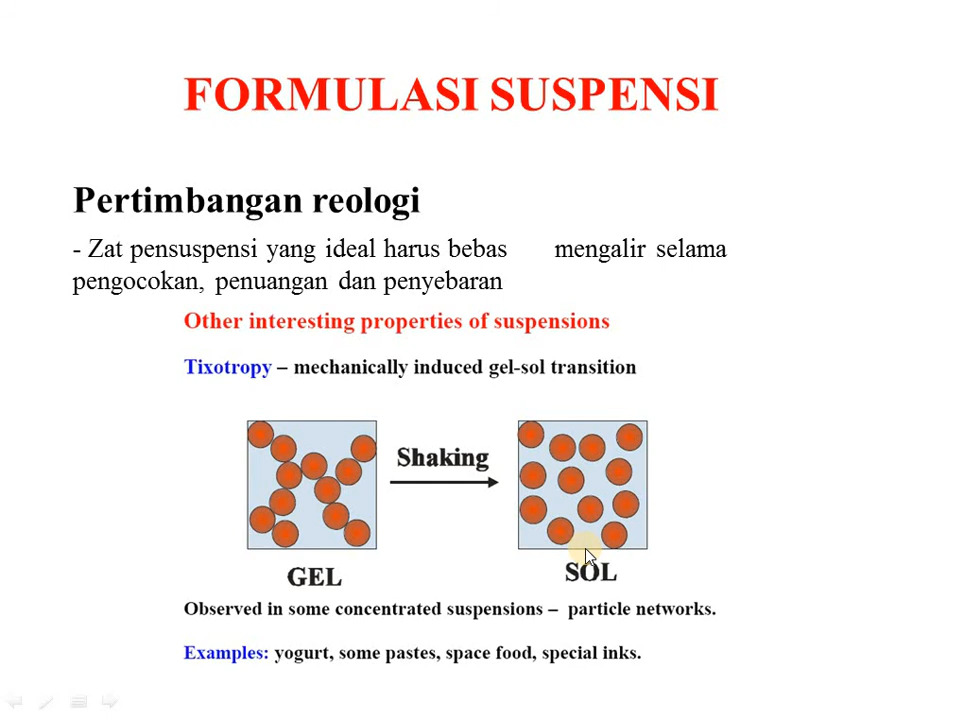 FORMULASI SUSPENSI
Pertimbangan reologi
- Zat pensuspensi yang ideal harus bebas mengalir selama
pengocokan, penuangan dan penyebaran
Other interesting properties of suspensions
Tixotropy – mechanically induced gel-sol transition
Shaking
GEL
SOL
Observed in some concentrated suspensions – particle networks.
Examples: yogurt, some pastes, space food, special inks.